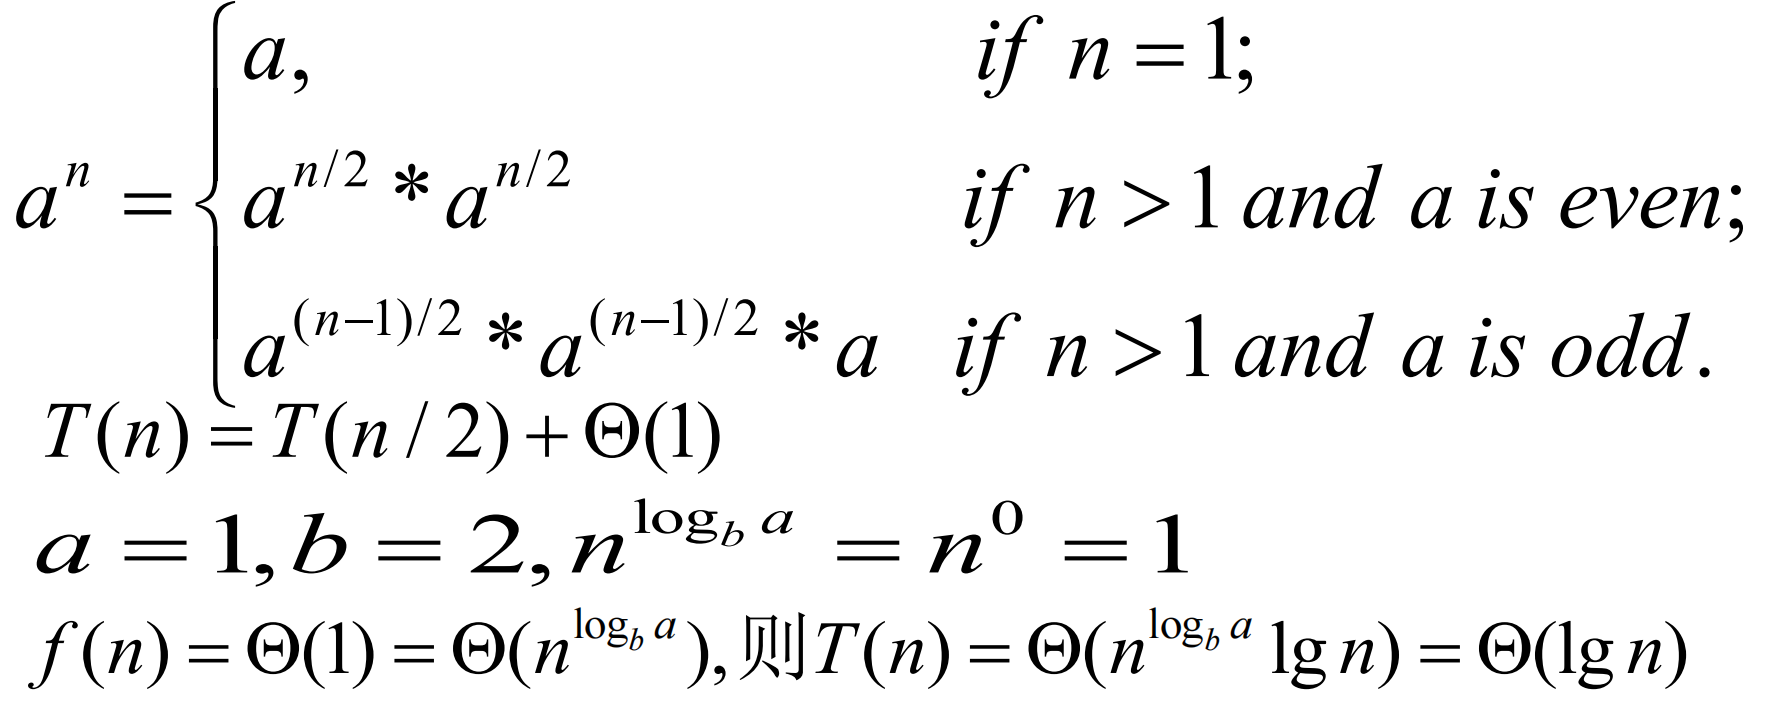 a, if n = 1;
aⁿ = { a^{n/2} * a^{n/2} if n > 1 and a is even;
a^{(n−1)/2} * a^{(n−1)/2} * a if n > 1 and a is odd.
T(n) = T(n / 2) + Θ(1)
a = 1, b = 2, n^{log_b a} = n^0 = 1
f(n) = Θ(1) = Θ(n^{log_b a}), 则T(n) = Θ(n^{log_b a} lg n) = Θ(lg n)